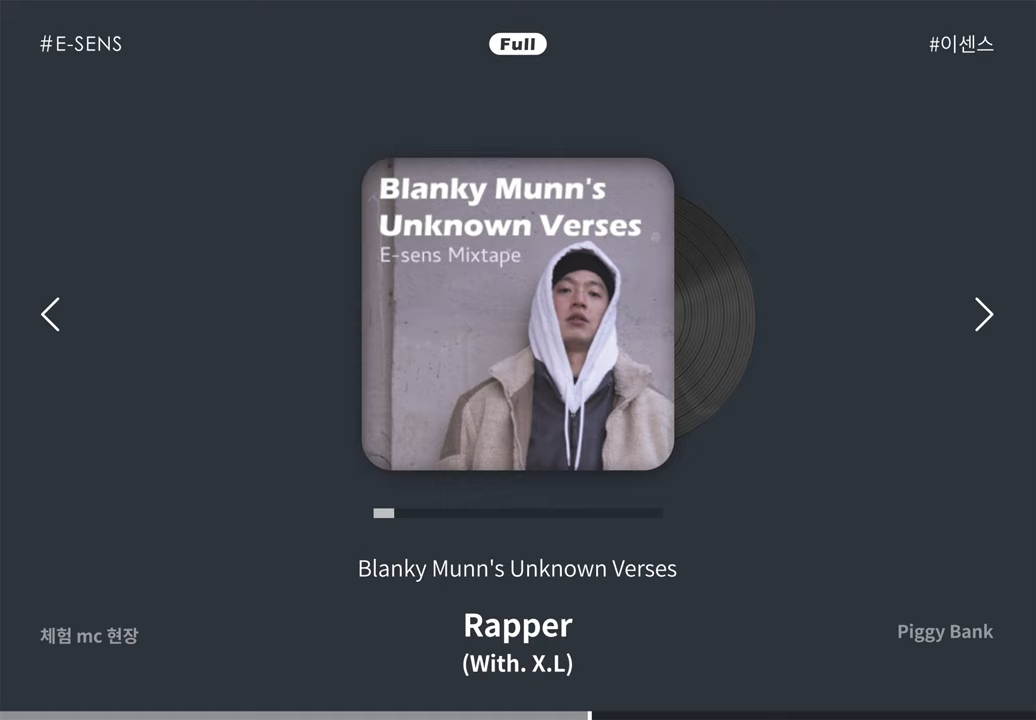 #E-SENS
Full
#이센스
Blanky Munn's
Unknown Verses
E-sens Mixtape
Blanky Munn's Unknown Verses
Rapper
(With. X.L)
체험 mc 현장
Piggy Bank